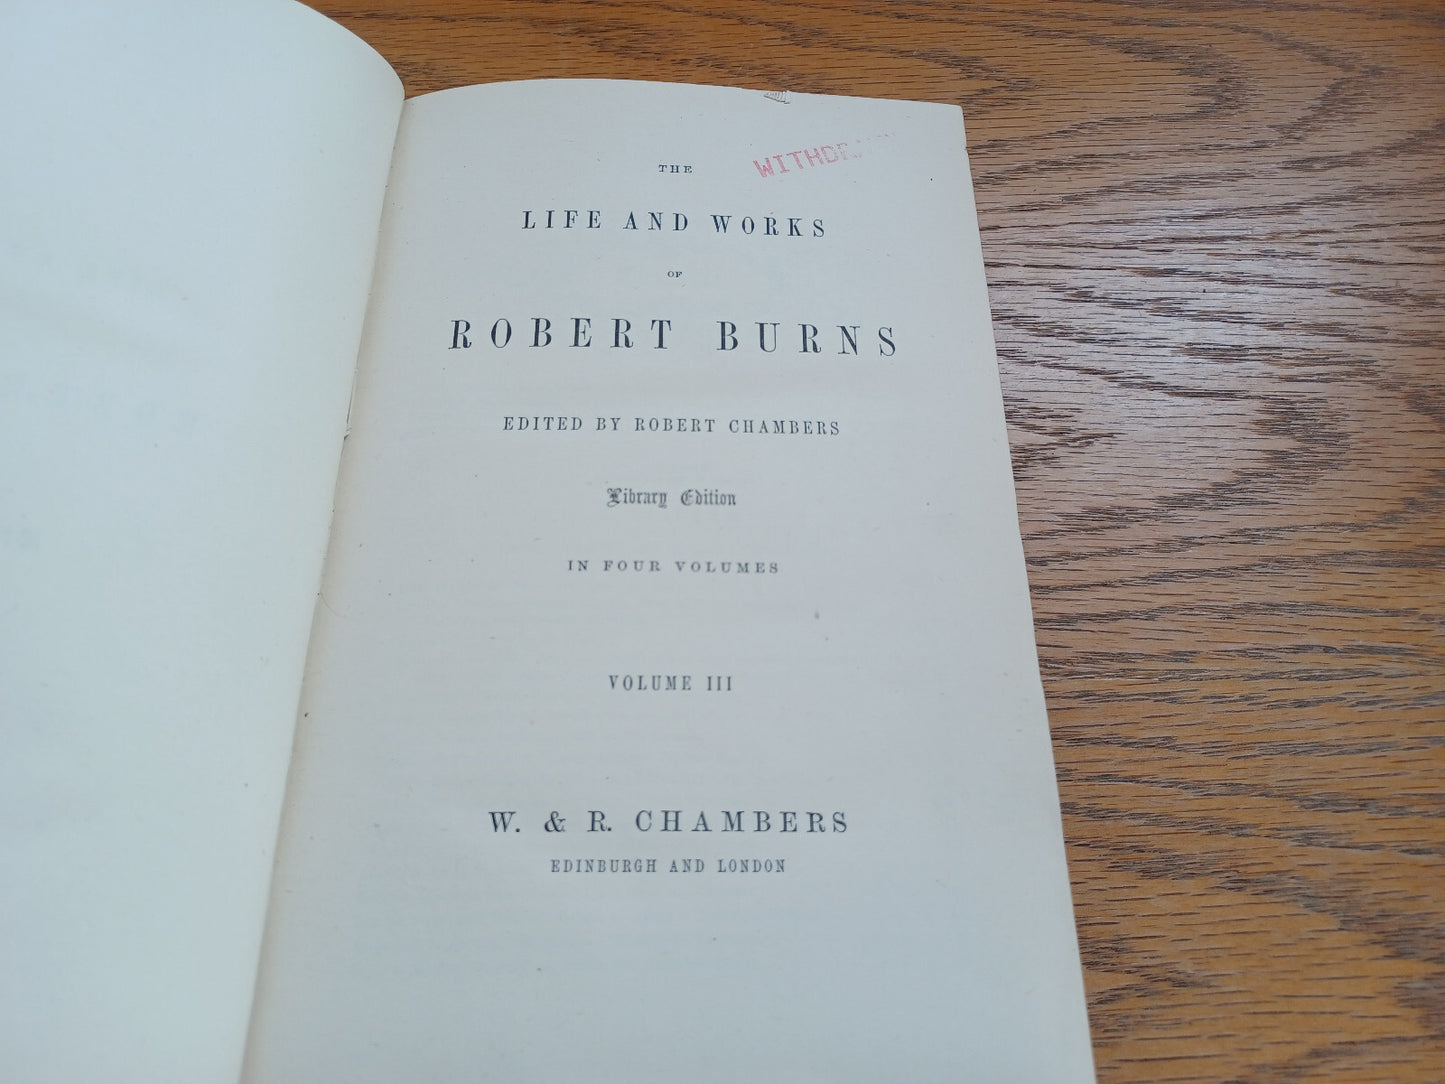 THE
LIFE AND WORKS
OF
ROBERT BURNS
EDITED BY ROBERT CHAMBERS
Library Edition
IN FOUR VOLUMES
VOLUME III
W. & R. CHAMBERS
EDINBURGH AND LONDON